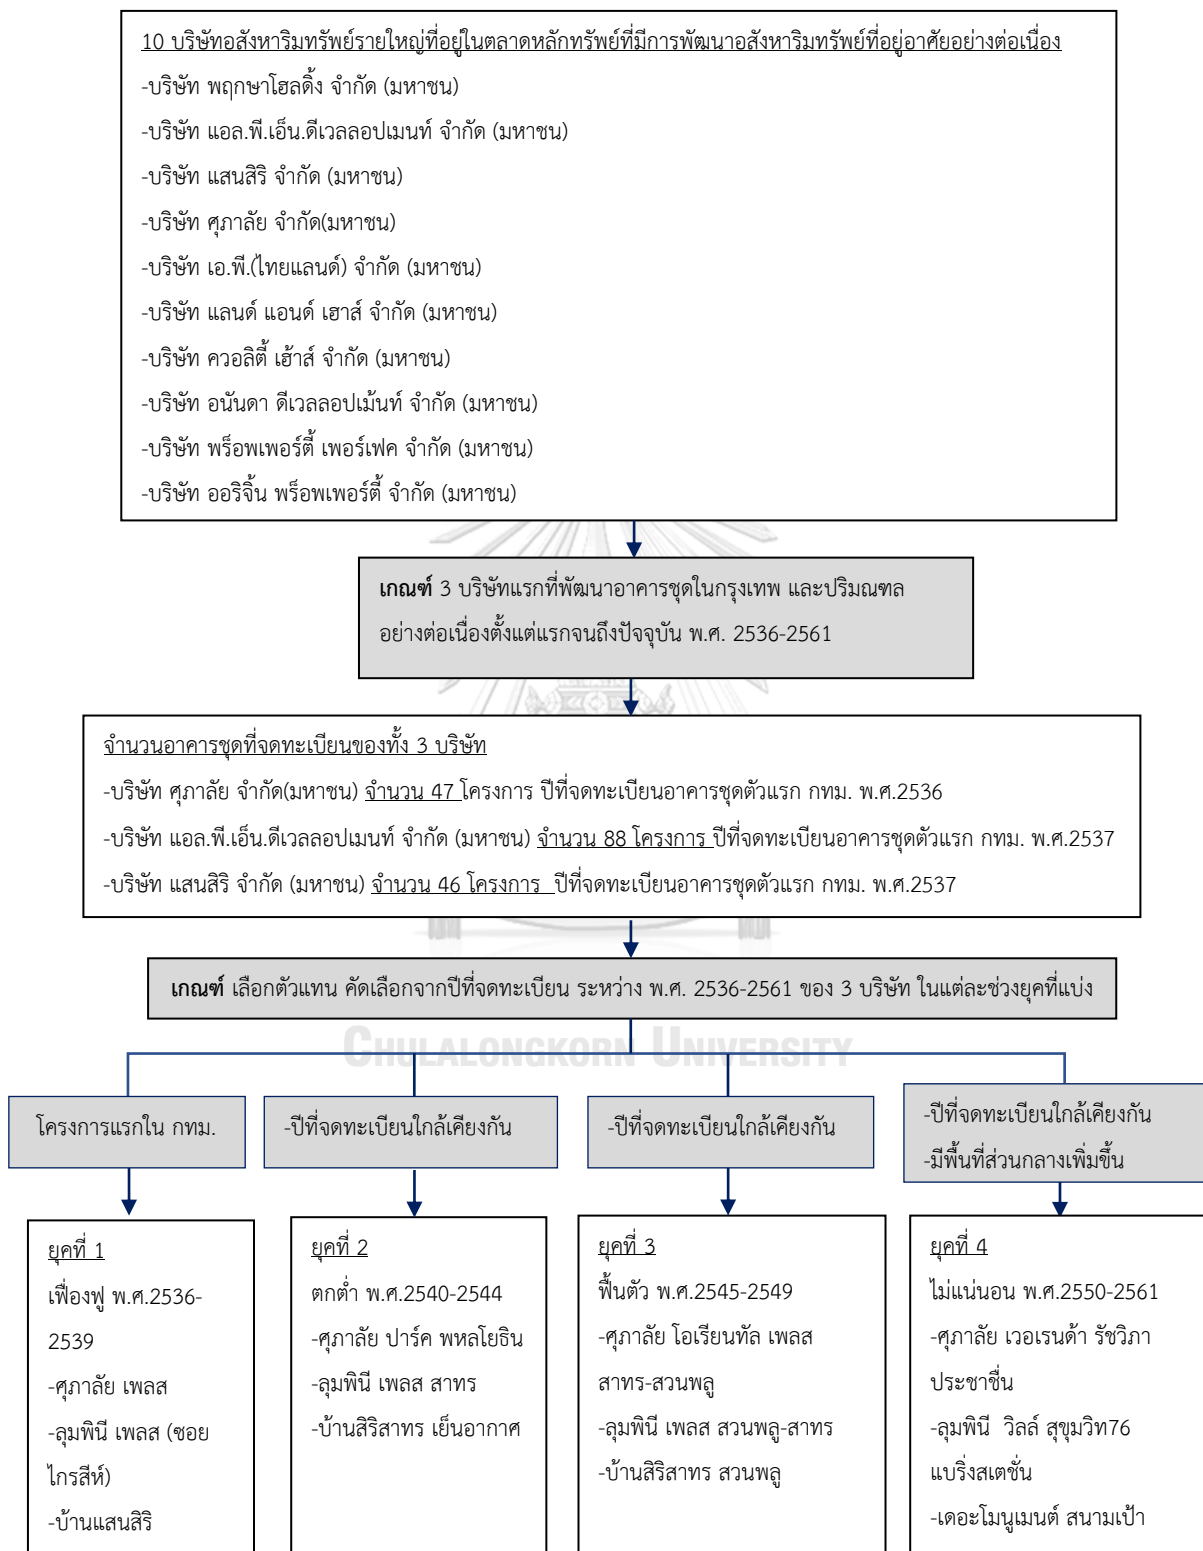 10 บริษัทอสังหาริมทรัพย์รายใหญ่ที่อยู่ในตลาดหลักทรัพย์ที่มีการพัฒนาอสังหาริมทรัพย์ที่อยู่อาศัยอย่างต่อเนื่อง
-บริษัท พฤกษาโฮลดิ้ง จำกัด (มหาชน)
-บริษัท แอล.พี.เอ็น.ดีเวลลอปเมนท์ จำกัด (มหาชน)
-บริษัท แสนสิริ จำกัด (มหาชน)
-บริษัท ศุภาลัย จำกัด(มหาชน)
-บริษัท เอ.พี.(ไทยแลนด์) จำกัด (มหาชน)
-บริษัท แลนด์ แอนด์ เฮาส์ จำกัด (มหาชน)
-บริษัท ควอลิตี้ เฮ้าส์ จำกัด (มหาชน)
-บริษัท อนันดา ดีเวลลอปเม้นท์ จำกัด (มหาชน)
-บริษัท พร็อพเพอร์ตี้ เพอร์เฟค จำกัด (มหาชน)
-บริษัท ออริจิ้น พร็อพเพอร์ตี้ จำกัด (มหาชน)
เกณฑ์ 3 บริษัทแรกที่พัฒนาอาคารชุดในกรุงเทพ และปริมณฑล
อย่างต่อเนื่องตั้งแต่แรกจนถึงปัจจุบัน พ.ศ. 2536-2561
จำนวนอาคารชุดที่จดทะเบียนของทั้ง 3 บริษัท
-บริษัท ศุภาลัย จำกัด(มหาชน) จำนวน 47 โครงการ ปีที่จดทะเบียนอาคารชุดตัวแรก กทม. พ.ศ.2536
-บริษัท แอล.พี.เอ็น.ดีเวลลอปเมนท์ จำกัด (มหาชน) จำนวน 88 โครงการ ปีที่จดทะเบียนอาคารชุดตัวแรก กทม. พ.ศ.2537
-บริษัท แสนสิริ จำกัด (มหาชน) จำนวน 46 โครงการ ปีที่จดทะเบียนอาคารชุดตัวแรก กทม. พ.ศ.2537
เกณฑ์ เลือกตัวแทน คัดเลือกจากปีที่จดทะเบียน ระหว่าง พ.ศ. 2536-2561 ของ 3 บริษัท ในแต่ละช่วงยุคที่แบ่ง
CHULALONGKORN UNIVERSITY
โครงการแรกใน กทม.
-ปีที่จดทะเบียนใกล้เคียงกัน
-ปีที่จดทะเบียนใกล้เคียงกัน
-ปีที่จดทะเบียนใกล้เคียงกัน
-มีพื้นที่ส่วนกลางเพิ่มขึ้น
ยุคที่ 1
เฟื่องฟู พ.ศ.2536-
2539
-ศุภาลัย เพลส
-ลุมพินี เพลส (ซอย
ไกรสีห์)
-บ้านแสนสิริ
ยุคที่ 2
ตกต่ำ พ.ศ.2540-2544
-ศุภาลัย ปาร์ค พหลโยธิน
-ลุมพินี เพลส สาทร
-บ้านสิริสาทร เย็นอากาศ
ยุคที่ 3
ฟื้นตัว พ.ศ.2545-2549
-ศุภาลัย โอเรียนทัล เพลส
สาทร-สวนพลู
-ลุมพินี เพลส สวนพลู-สาทร
-บ้านสิริสาทร สวนพลู
ยุคที่ 4
ไม่แน่นอน พ.ศ.2550-2561
-ศุภาลัย เวอเรนด้า รัชวิภา
ประชาชื่น
-ลุมพินี วิลล์ สุขุมวิท76
แบริ่งสเตชั่น
-เดอะโมนูเมนต์ สนามเป้า